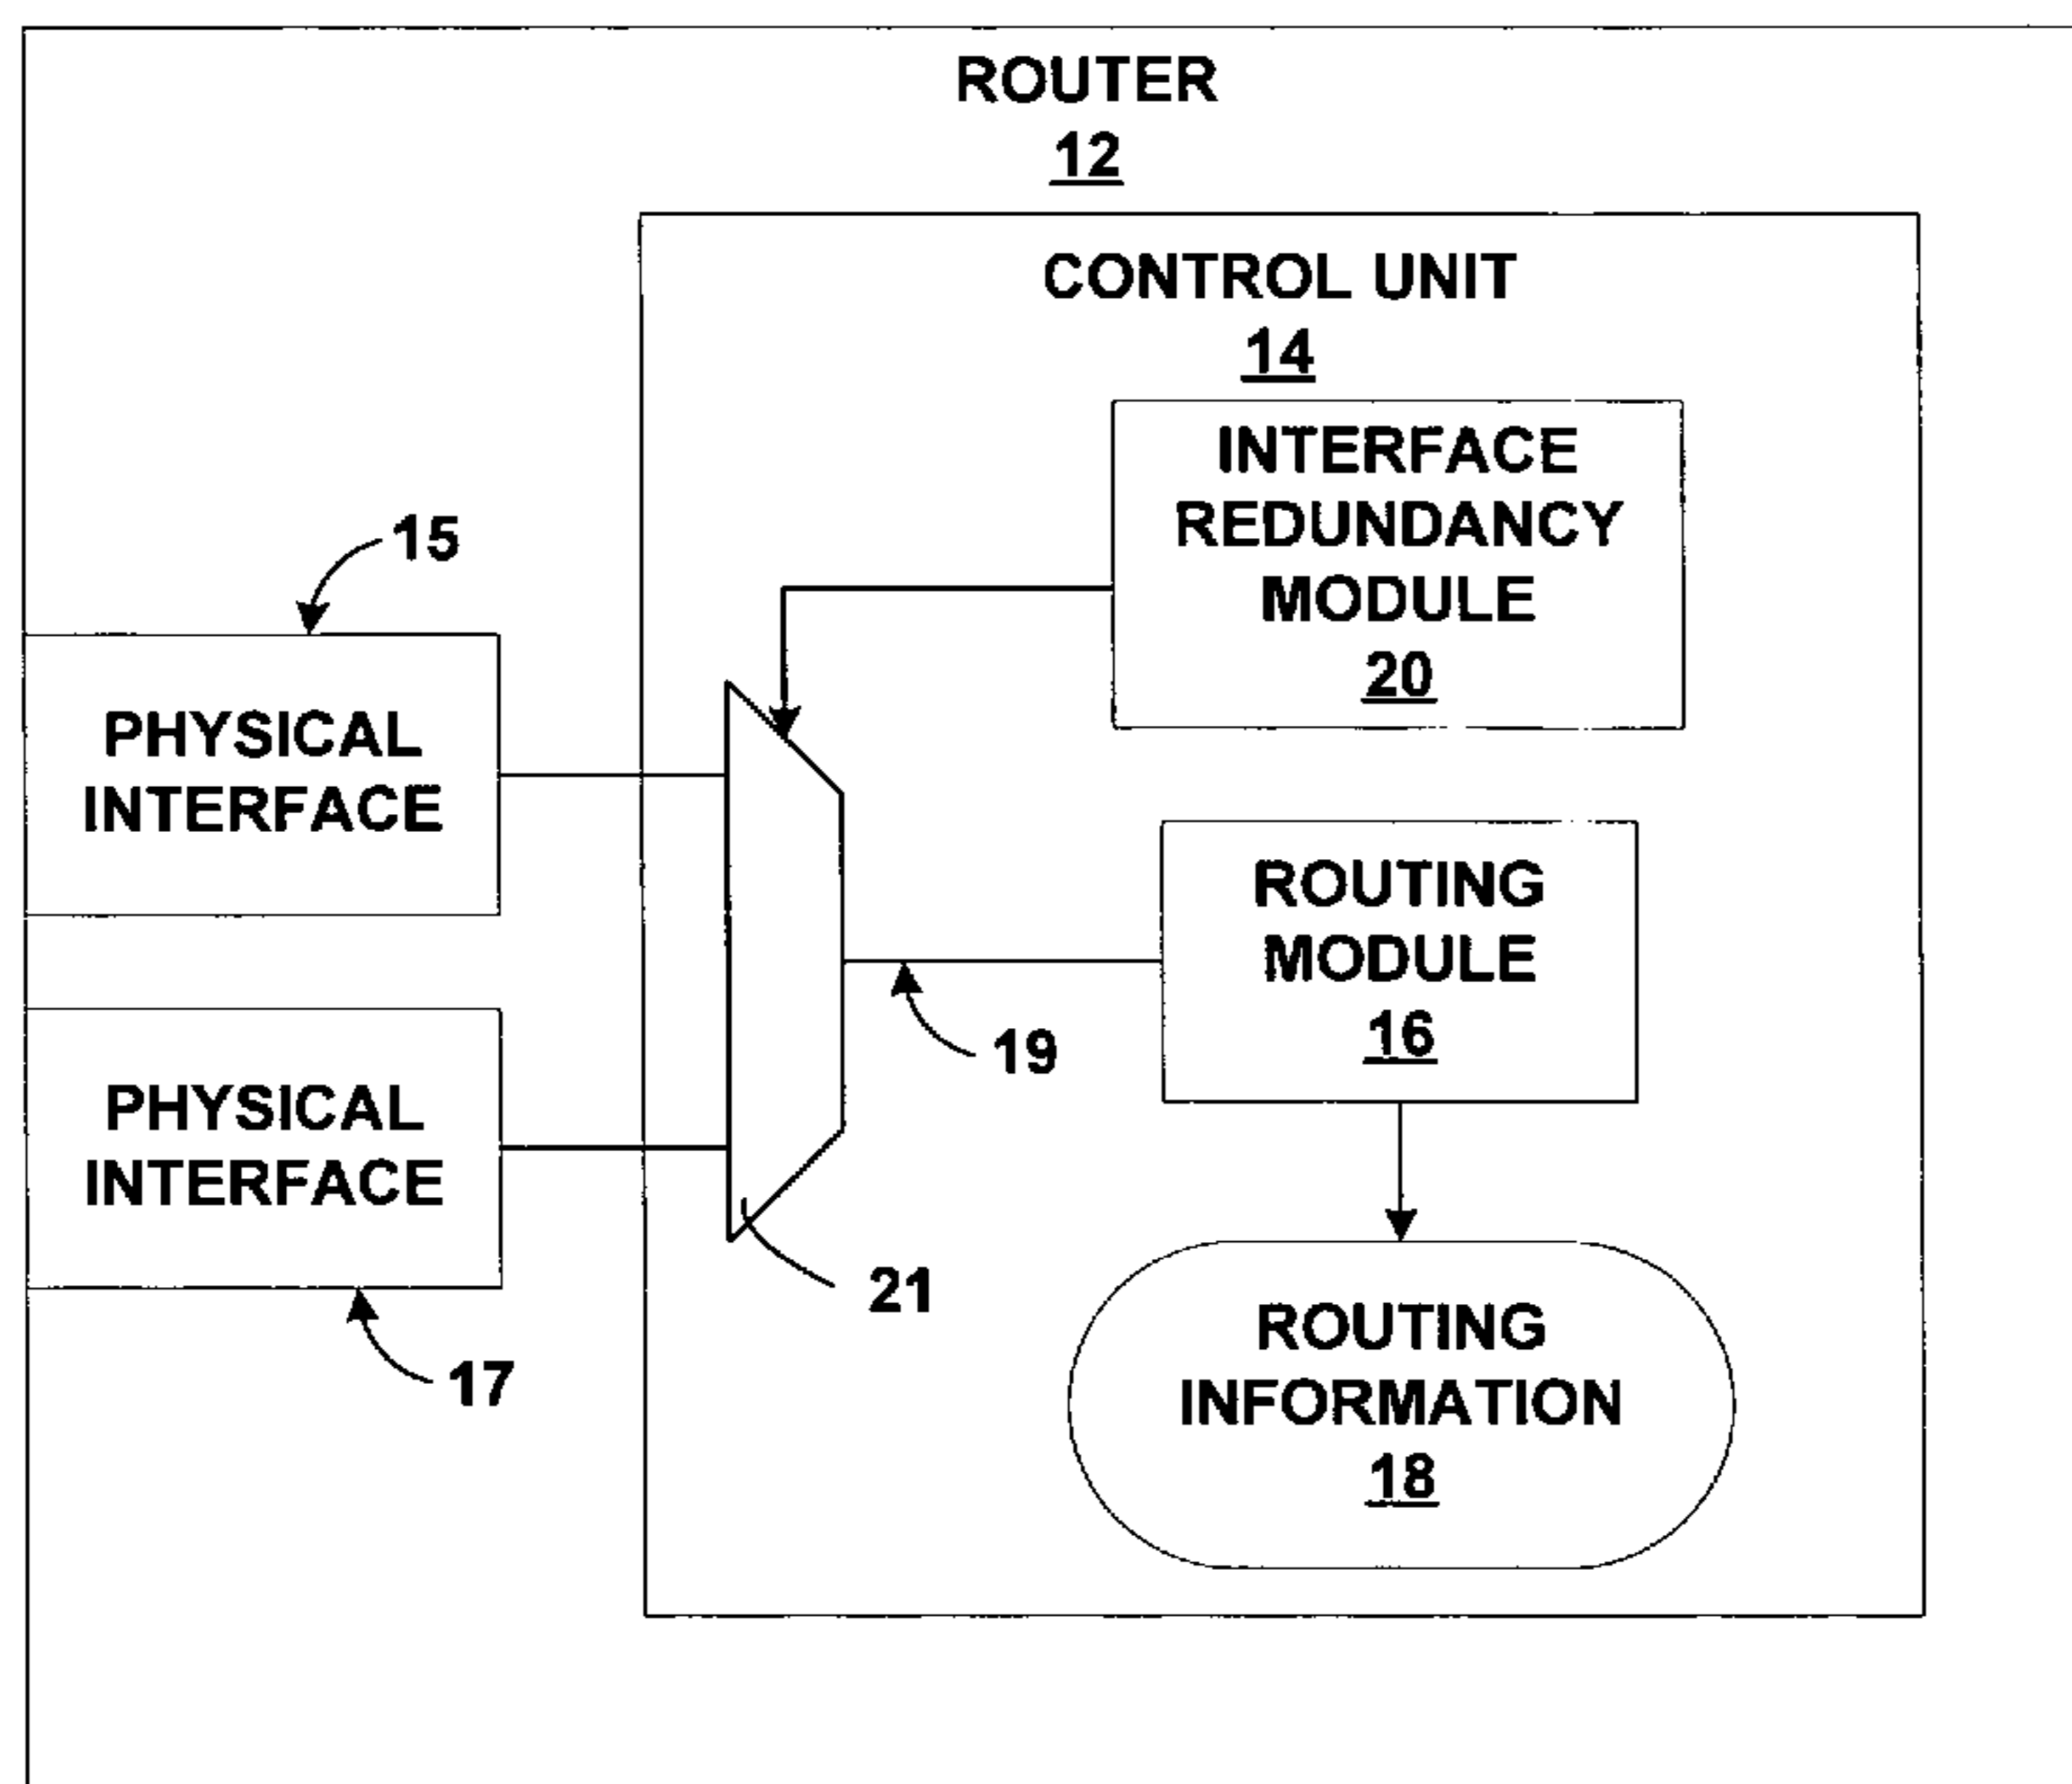 ROUTER
12
CONTROL UNIT
14
INTERFACE
REDUNDANCY
MODULE
20
15
PHYSICAL
INTERFACE
ROUTING
MODULE
16
19
PHYSICAL
INTERFACE
21
17
ROUTING
INFORMATION
18